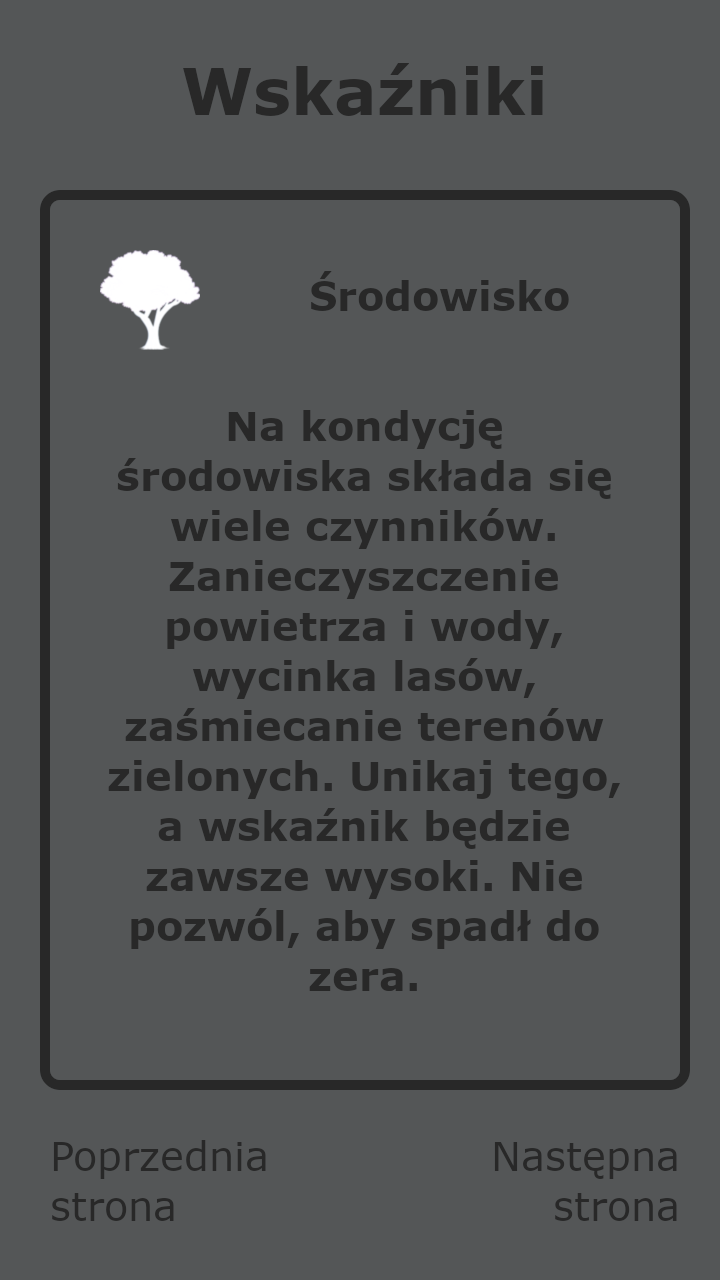 Wskaźniki
Środowisko
Na kondycję
środowiska składa się
wiele czynników.
Zanieczyszczenie
powietrza i wody,
wycinka lasów,
zaśmiecanie terenów
zielonych. Unikaj tego,
a wskaźnik będzie
zawsze wysoki. Nie
pozwól, aby spadł do
zera.
Poprzednia
strona
Następna
strona